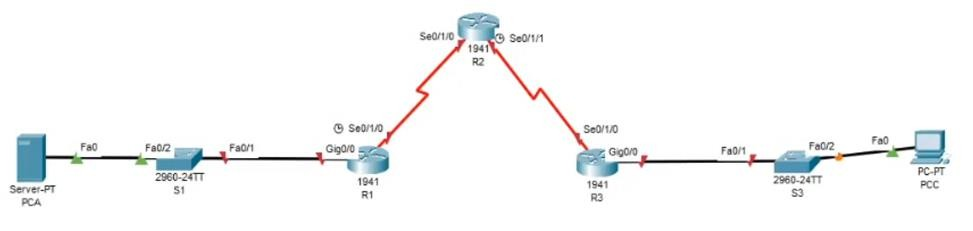 Se0/1/0
Se0/1/1
1941
R2
Se0/1/0
Se0/1/0
Fa0
Fa0/2
Fa0/1
Gig0/0
Gig0/0
Fa0/1
Fa0/2
Fa0
Server-PT
PCA
2960-24TT
S1
1941
R1
1941
R3
2960-24TT
S3
PC-PT
PCC